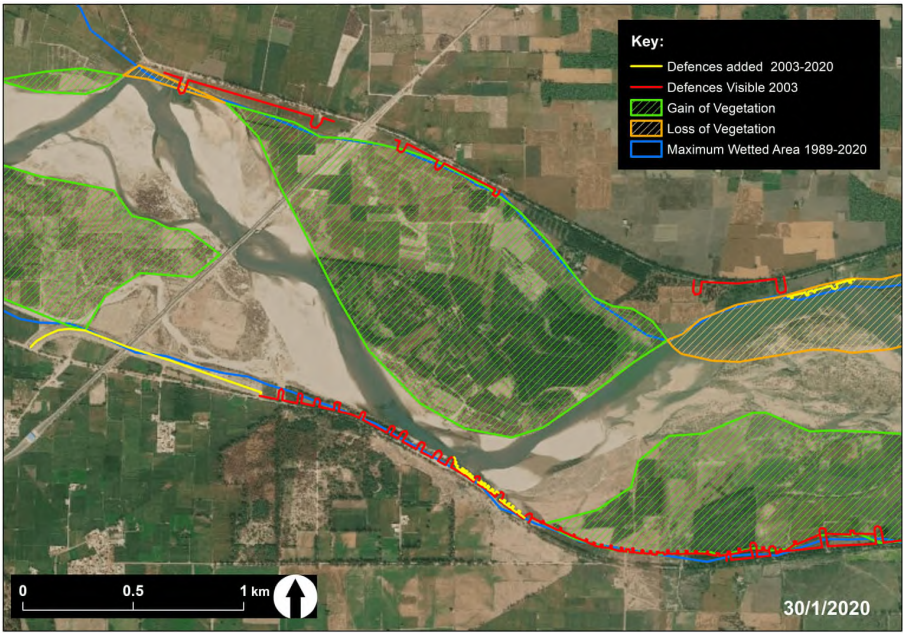 Key:
Defences added 2003-2020
Defences Visible 2003
Gain of Vegetation
Loss of Vegetation
Maximum Wetted Area 1989-2020
0 0.5 1 km
30/1/2020